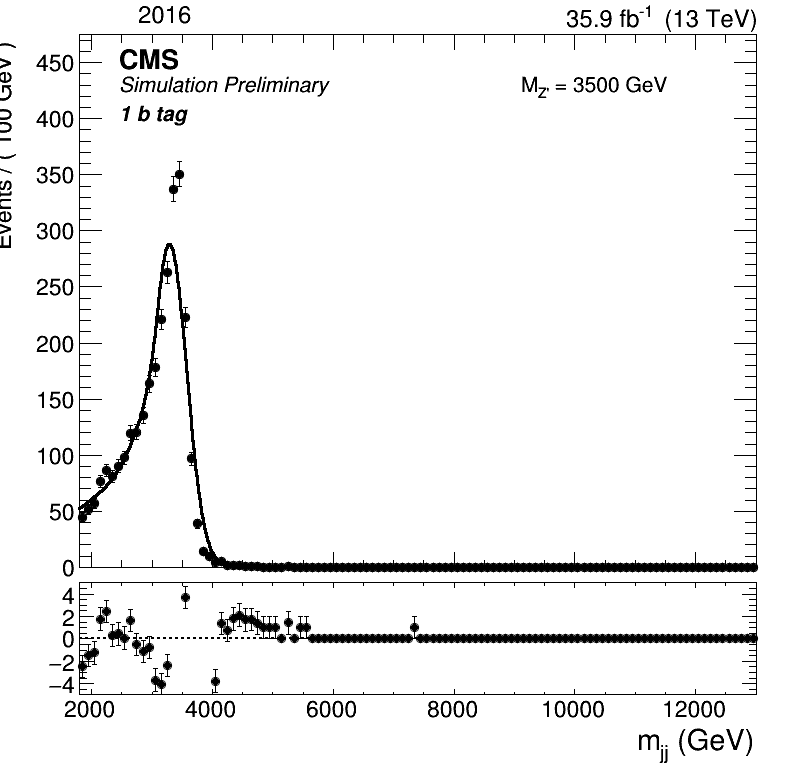 2016
35.9 fb⁻¹ (13 TeV)
CMS
Simulation Preliminary
M_Z' = 3500 GeV
1 b tag
Events / ( 100 GeV )
450
400
350
300
250
200
150
100
50
0
4
2
0
−2
−4
2000 4000 6000 8000 10000 12000
m_jj (GeV)